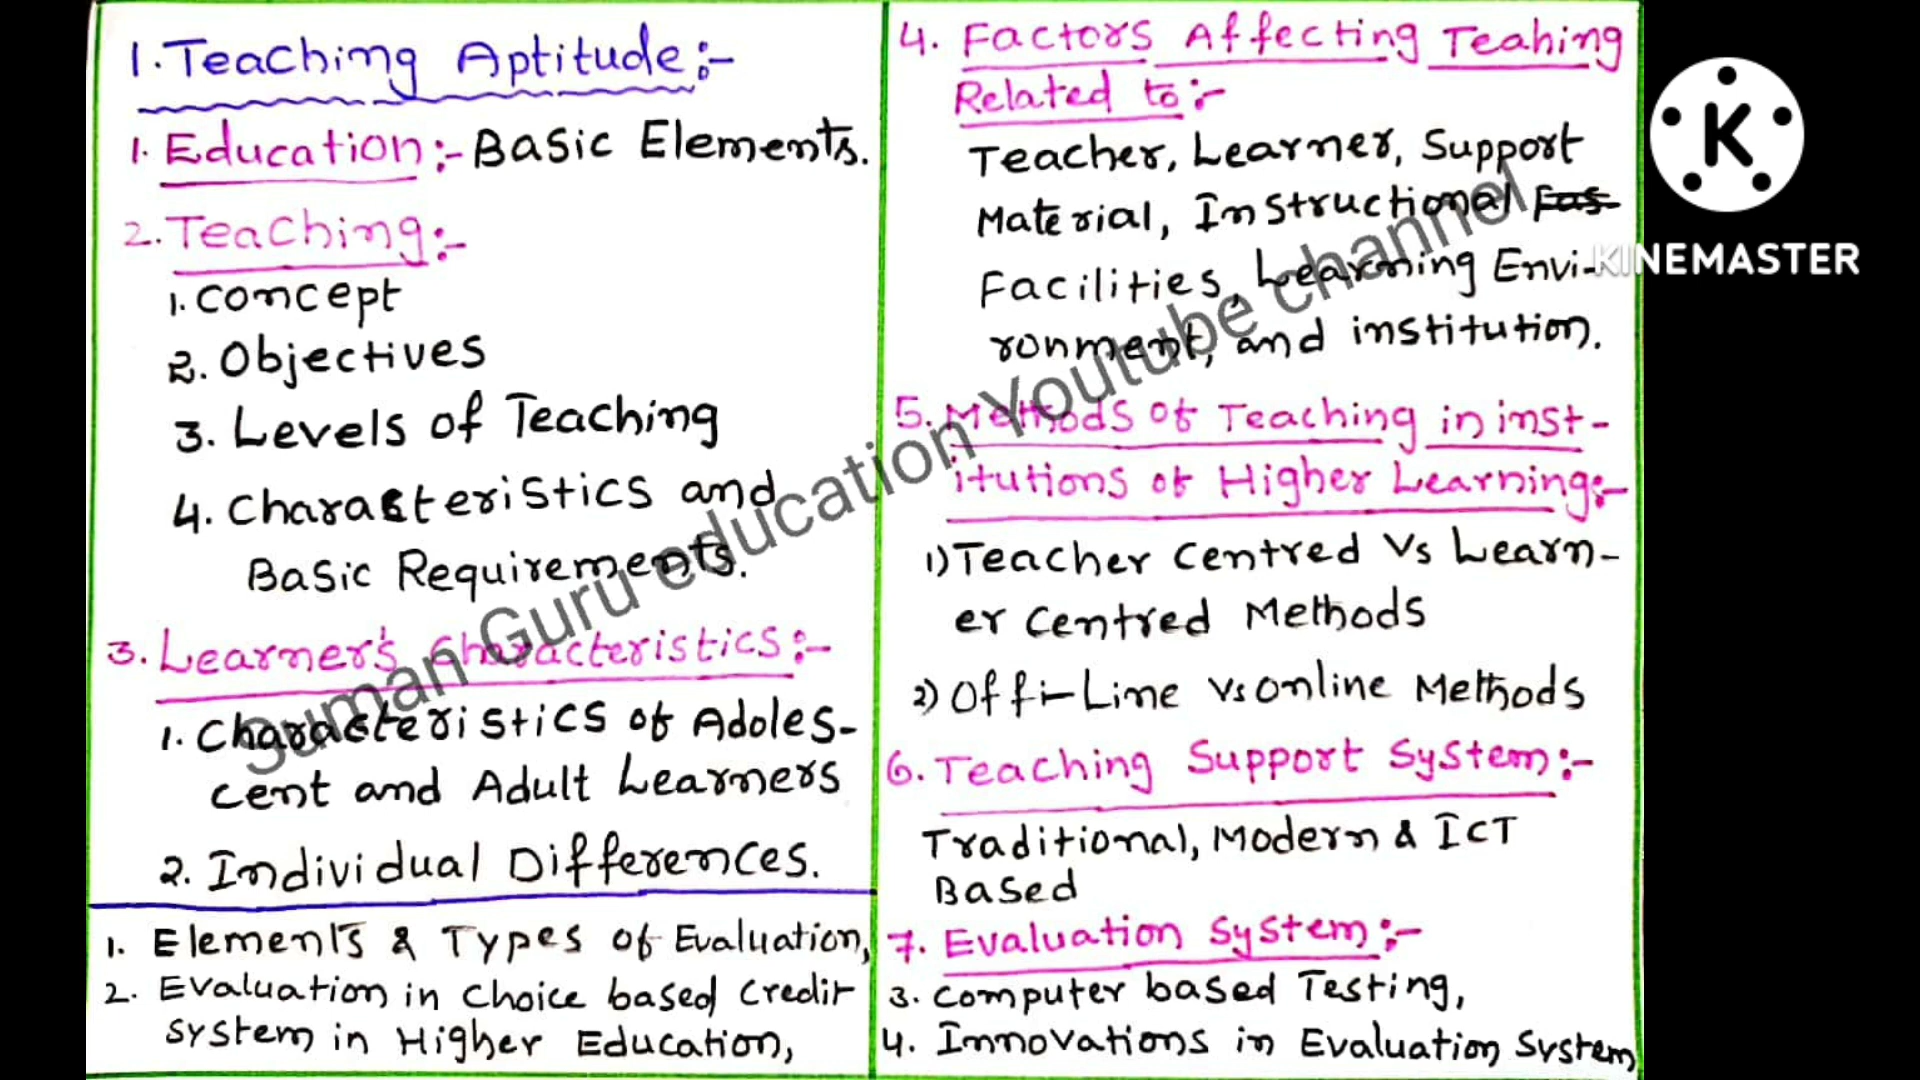 1. Teaching Aptitude:-
1. Education:- Basic Elements.
2. Teaching:-
1. Concept
2. Objectives
3. Levels of Teaching
4. Characteristics and
Basic Requirements.
3. Learner's Characteristics:-
1. Characteristics of Adoles-
cent and Adult Learners
2. Individual Differences.
1. Elements & Types of Evaluation,
2. Evaluation in Choice based Credit
System in Higher Education,
4. Factors Affecting Teahing
Related to:-
Teacher, Learner, Support
Material, Instructional Fas
Facilities, Learning Envi-
ronment, and institution.
5. Methods of Teaching in inst-
itutions of Higher Learning:-
1) Teacher Centred Vs Learn-
er Centred Methods
2) Off-Line Vs online Methods
6. Teaching Support System:-
Traditional, Modern & ICT
Based
7. Evaluation System:-
3. Computer based Testing,
4. Innovations in Evaluation System
Suman Guru education Youtube channel
K
KINEMASTER